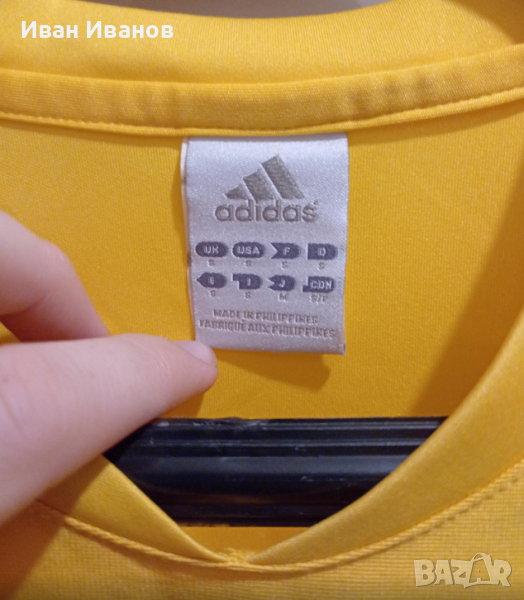 Иван Иванов
adidas
UK USA F D
S S S S
E I J CDN
S S M S/P
MADE IN PHILIPPINES
FABRIQUÉ AUX PHILIPPINES
BAZAR